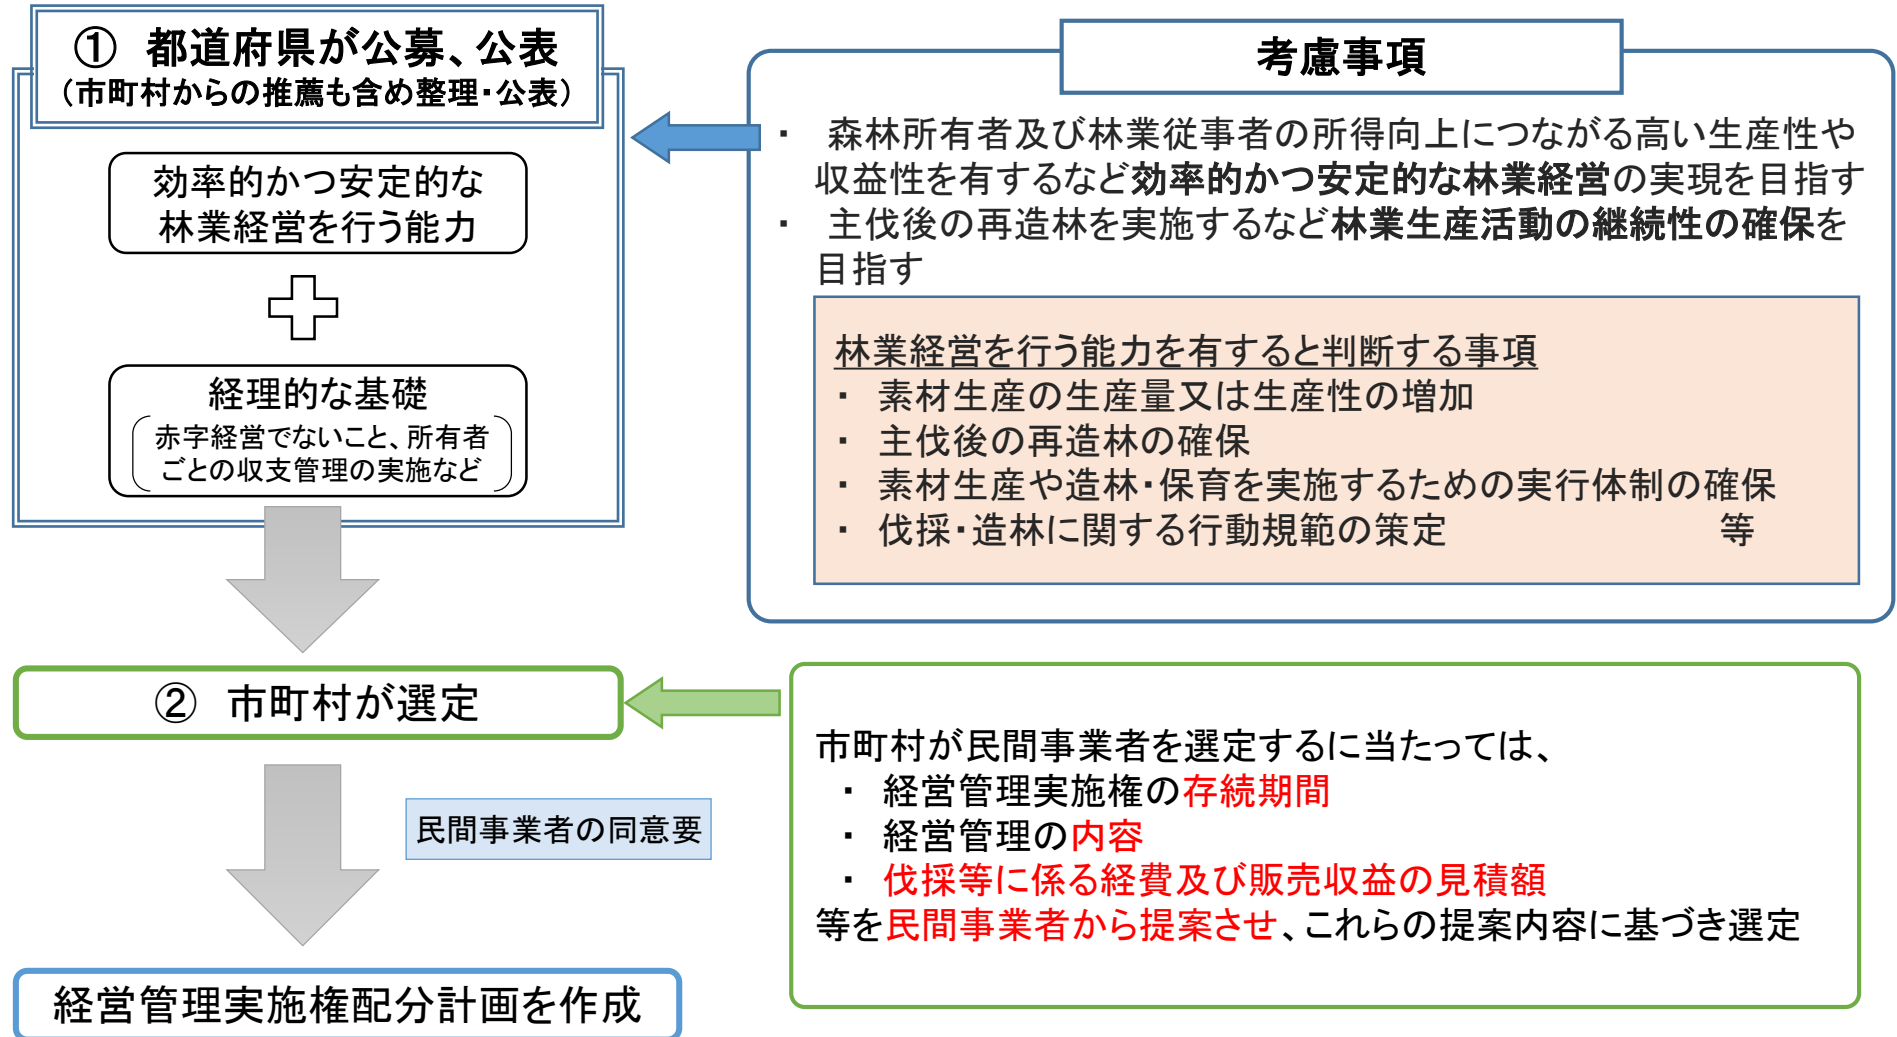 ① 都道府県が公募、公表
（市町村からの推薦も含め整理・公表）
効率的かつ安定的な
林業経営を行う能力
経理的な基礎
赤字経営でないこと、所有者
ごとの収支管理の実施など
考慮事項
・ 森林所有者及び林業従事者の所得向上につながる高い生産性や
収益性を有するなど効率的かつ安定的な林業経営の実現を目指す
・ 主伐後の再造林を実施するなど林業生産活動の継続性の確保を
目指す
林業経営を行う能力を有すると判断する事項
・ 素材生産の生産量又は生産性の増加
・ 主伐後の再造林の確保
・ 素材生産や造林・保育を実施するための実行体制の確保
・ 伐採・造林に関する行動規範の策定 等
② 市町村が選定
市町村が民間事業者を選定するに当たっては、
・ 経営管理実施権の存続期間
・ 経営管理の内容
・ 伐採等に係る経費及び販売収益の見積額
等を民間事業者から提案させ、これらの提案内容に基づき選定
民間事業者の同意要
経営管理実施権配分計画を作成